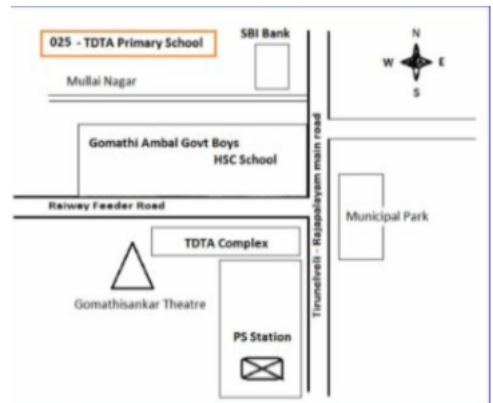 025 - TDTA Primary School
SBI Bank
N
W E
S
Mullai Nagar
Gomathi Ambal Govt Boys
HSC School
Tirunelveli - Rajapalayam main road
Raiway Feeder Road
Municipal Park
TDTA Complex
Gomathisankar Theatre
PS Station